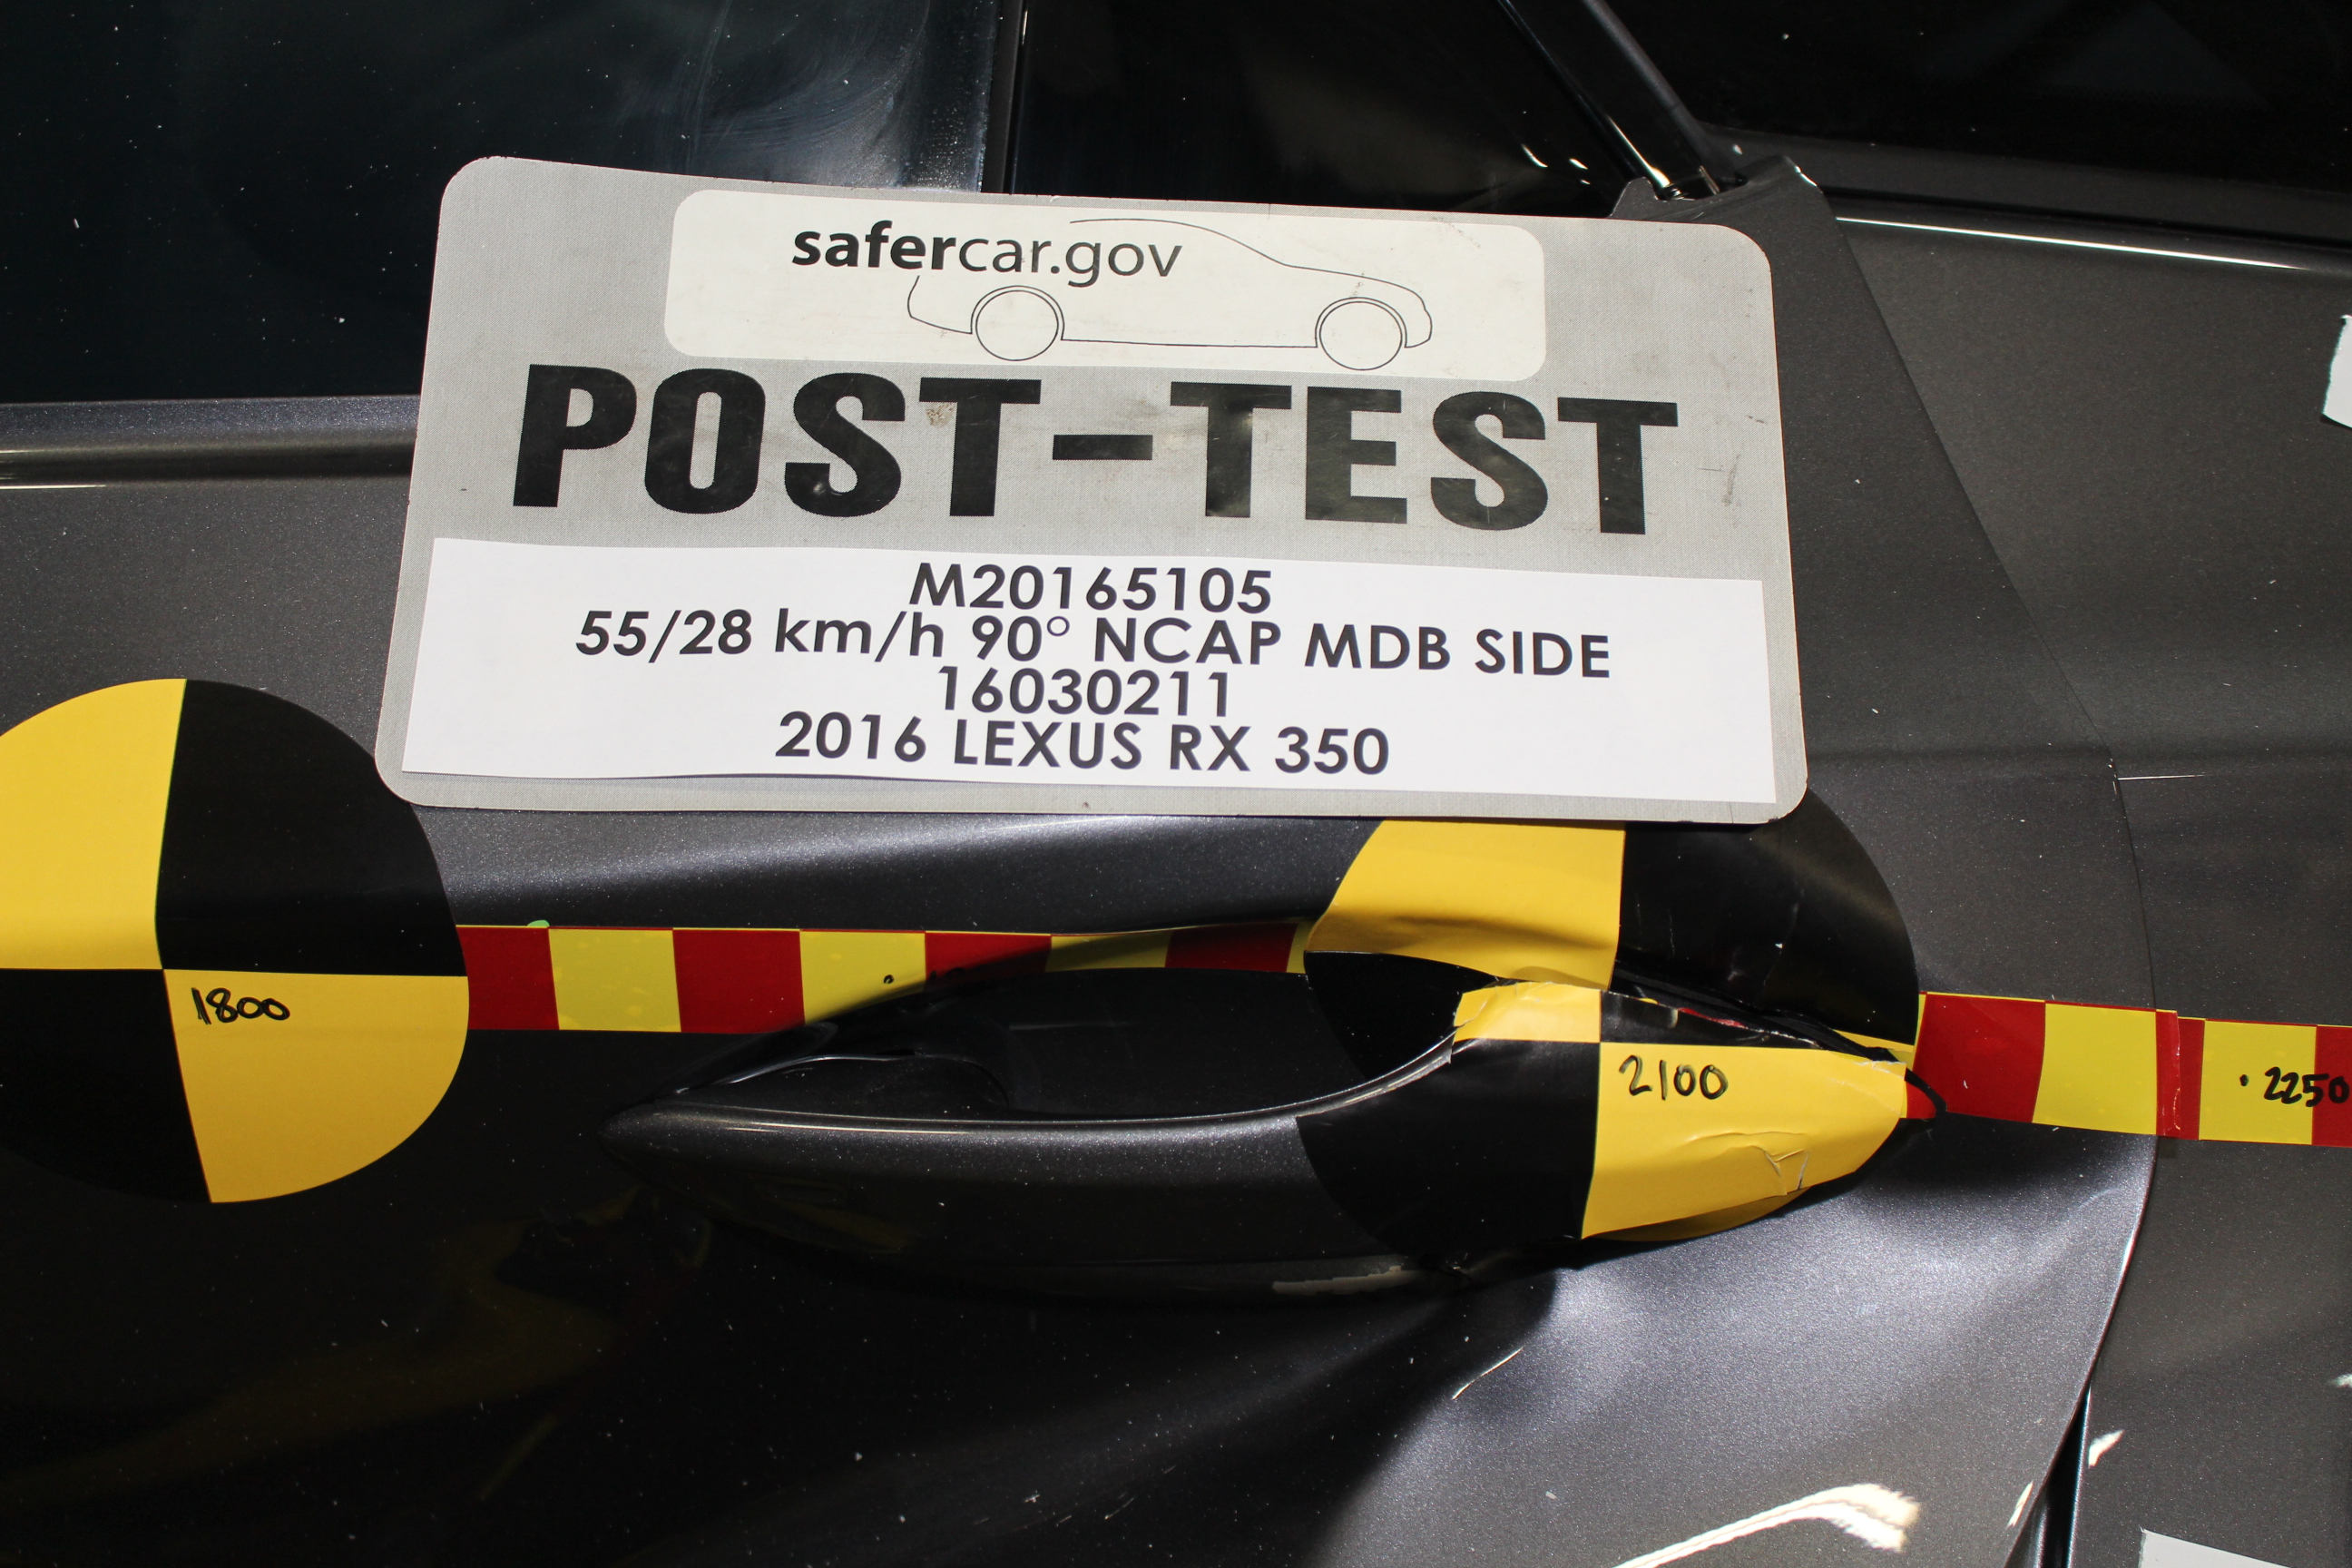 safercar.gov
POST-TEST
M20165105
55/28 km/h 90° NCAP MDB SIDE
16030211
2016 LEXUS RX 350
1800
2100
2250